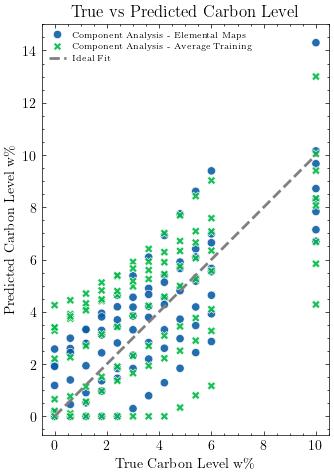 True vs Predicted Carbon Level
Component Analysis - Elemental Maps
Component Analysis - Average Training
Ideal Fit
Predicted Carbon Level w%
14
12
10
8
6
4
2
0
0 2 4 6 8 10
True Carbon Level w%